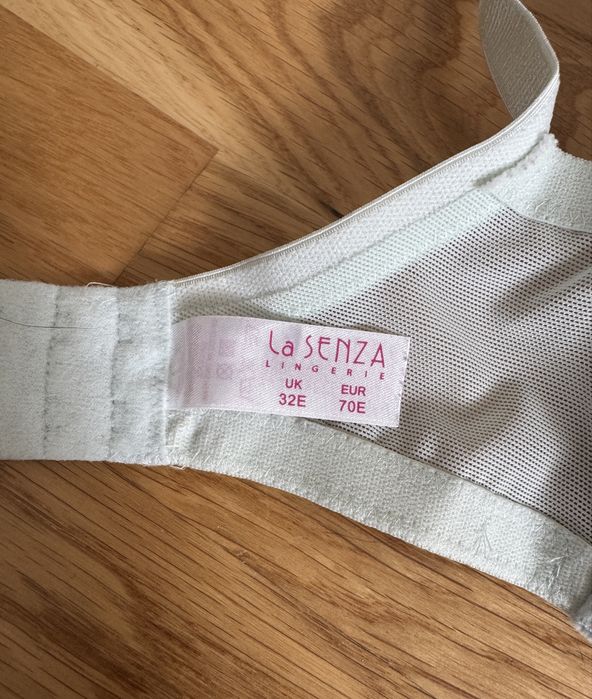 La SENZA
LINGERIE
UK EUR
32E 70E